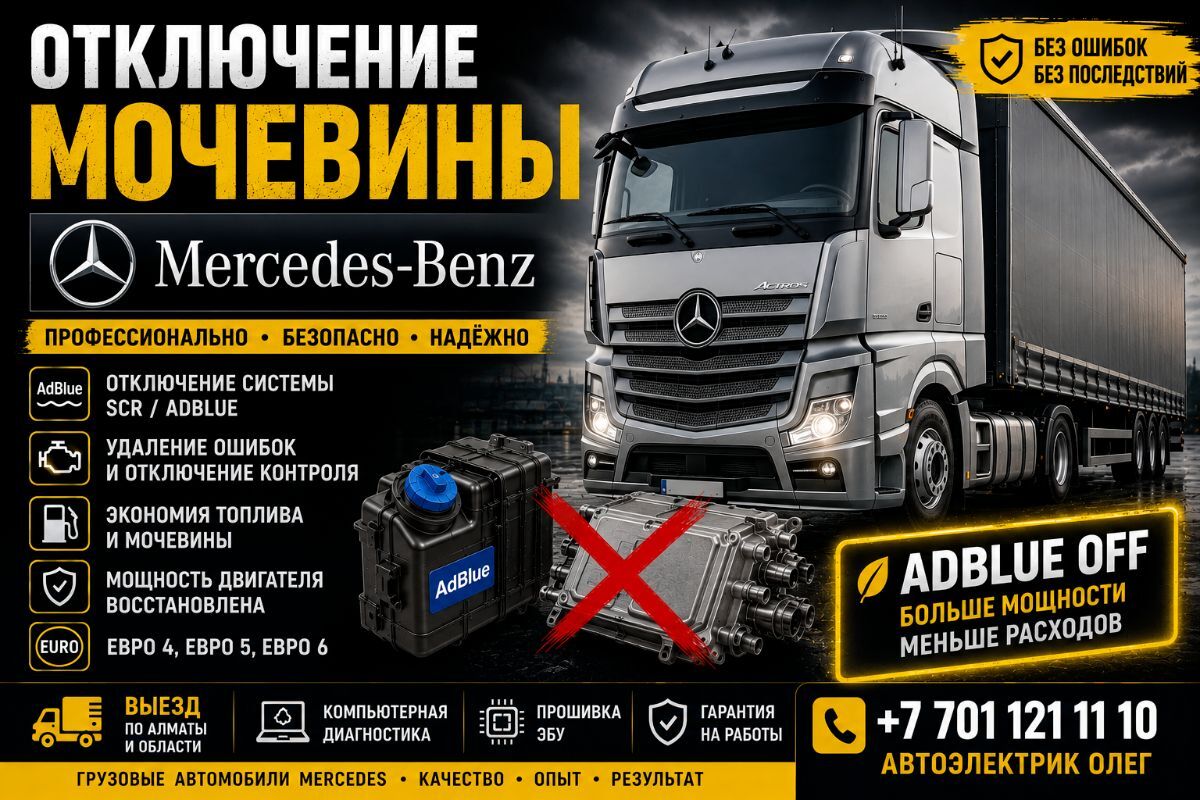 ОТКЛЮЧЕНИЕ
МОЧЕВИНЫ
Mercedes-Benz
ПРОФЕССИОНАЛЬНО • БЕЗОПАСНО • НАДЁЖНО
БЕЗ ОШИБОК
БЕЗ ПОСЛЕДСТВИЙ
ACTROS
AdBlue
ОТКЛЮЧЕНИЕ СИСТЕМЫ
SCR / ADBLUE
УДАЛЕНИЕ ОШИБОК
И ОТКЛЮЧЕНИЕ КОНТРОЛЯ
ЭКОНОМИЯ ТОПЛИВА
И МОЧЕВИНЫ
МОЩНОСТЬ ДВИГАТЕЛЯ
ВОССТАНОВЛЕНА
EURO
ЕВРО 4, ЕВРО 5, ЕВРО 6
AdBlue
ADBLUE OFF
БОЛЬШЕ МОЩНОСТИ
МЕНЬШЕ РАСХОДОВ
ВЫЕЗД
ПО АЛМАТЫ
И ОБЛАСТИ
КОМПЬЮТЕРНАЯ
ДИАГНОСТИКА
ПРОШИВКА
ЭБУ
ГАРАНТИЯ
НА РАБОТЫ
+7 701 121 11 10
АВТОЭЛЕКТРИК ОЛЕГ
ГРУЗОВЫЕ АВТОМОБИЛИ MERCEDES • КАЧЕСТВО • ОПЫТ • РЕЗУЛЬТАТ